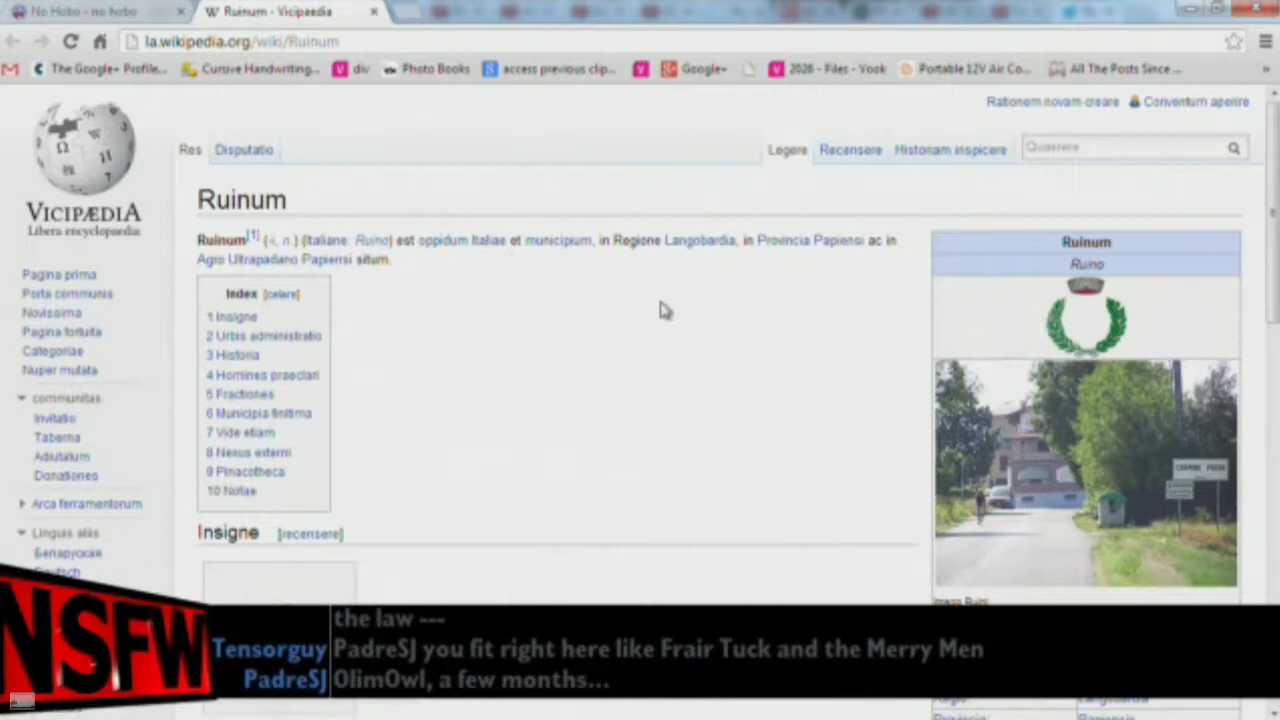 No Hobo - no hobo
Ruinum - Vicipaedia
la.wikipedia.org/wiki/Ruinum
The Google+ Profile...
Cursive Handwriting...
div
Photo Books
access previous clip...
Google+
2026 - Files - Yook
Portable 12V Air Co...
All The Posts Since ...
Rationem novam creare
Conventum aperire
Res
Disputatio
Legere
Recensere
Historiam inspicere
Quaerere
VICIPÆDIA
Libera encyclopaedia
Ruinum
Ruinum[1] (-i, n.) (Italiane: Ruino) est oppidum Italiae et municipium, in Regione Langobardia, in Provincia Papiensi ac in
Agro Ultrapadano Papiensi situm.
Pagina prima
Porta communis
Novissima
Pagina fortuita
Categoriae
Nuper mutata
communitas
Invitatio
Taberna
Adiutatum
Donationes
Arca ferramentorum
Linguis aliis
Беларуская
Deutsch
Index [celare]
1 Insigne
2 Urbis administratio
3 Historia
4 Homines praeclari
5 Fractiones
6 Municipia finitima
7 Vide etiam
8 Nexus externi
9 Pinacotheca
10 Notae
Insigne [recensere]
Ruinum
Ruino
NSFW
the law ---
Tensorguy PadreSJ you fit right here like Frair Tuck and the Merry Men
PadreSJ OlimOwl, a few months...